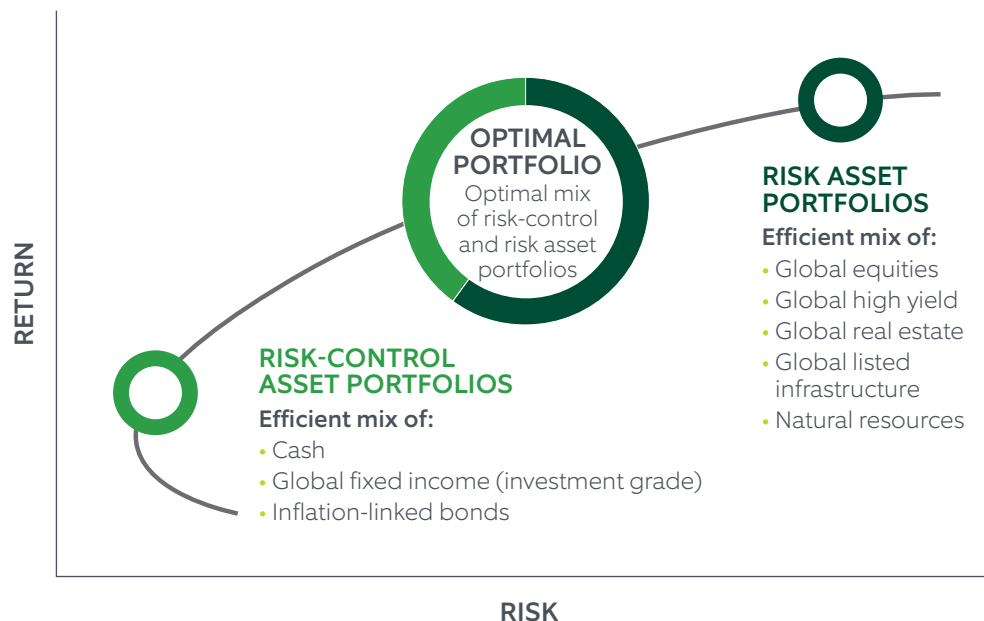 RETURN
OPTIMAL
PORTFOLIO
Optimal mix
of risk-control
and risk asset
portfolios
RISK-CONTROL
ASSET PORTFOLIOS
Efficient mix of:
• Cash
• Global fixed income (investment grade)
• Inflation-linked bonds
RISK ASSET
PORTFOLIOS
Efficient mix of:
• Global equities
• Global high yield
• Global real estate
• Global listed
infrastructure
• Natural resources
RISK